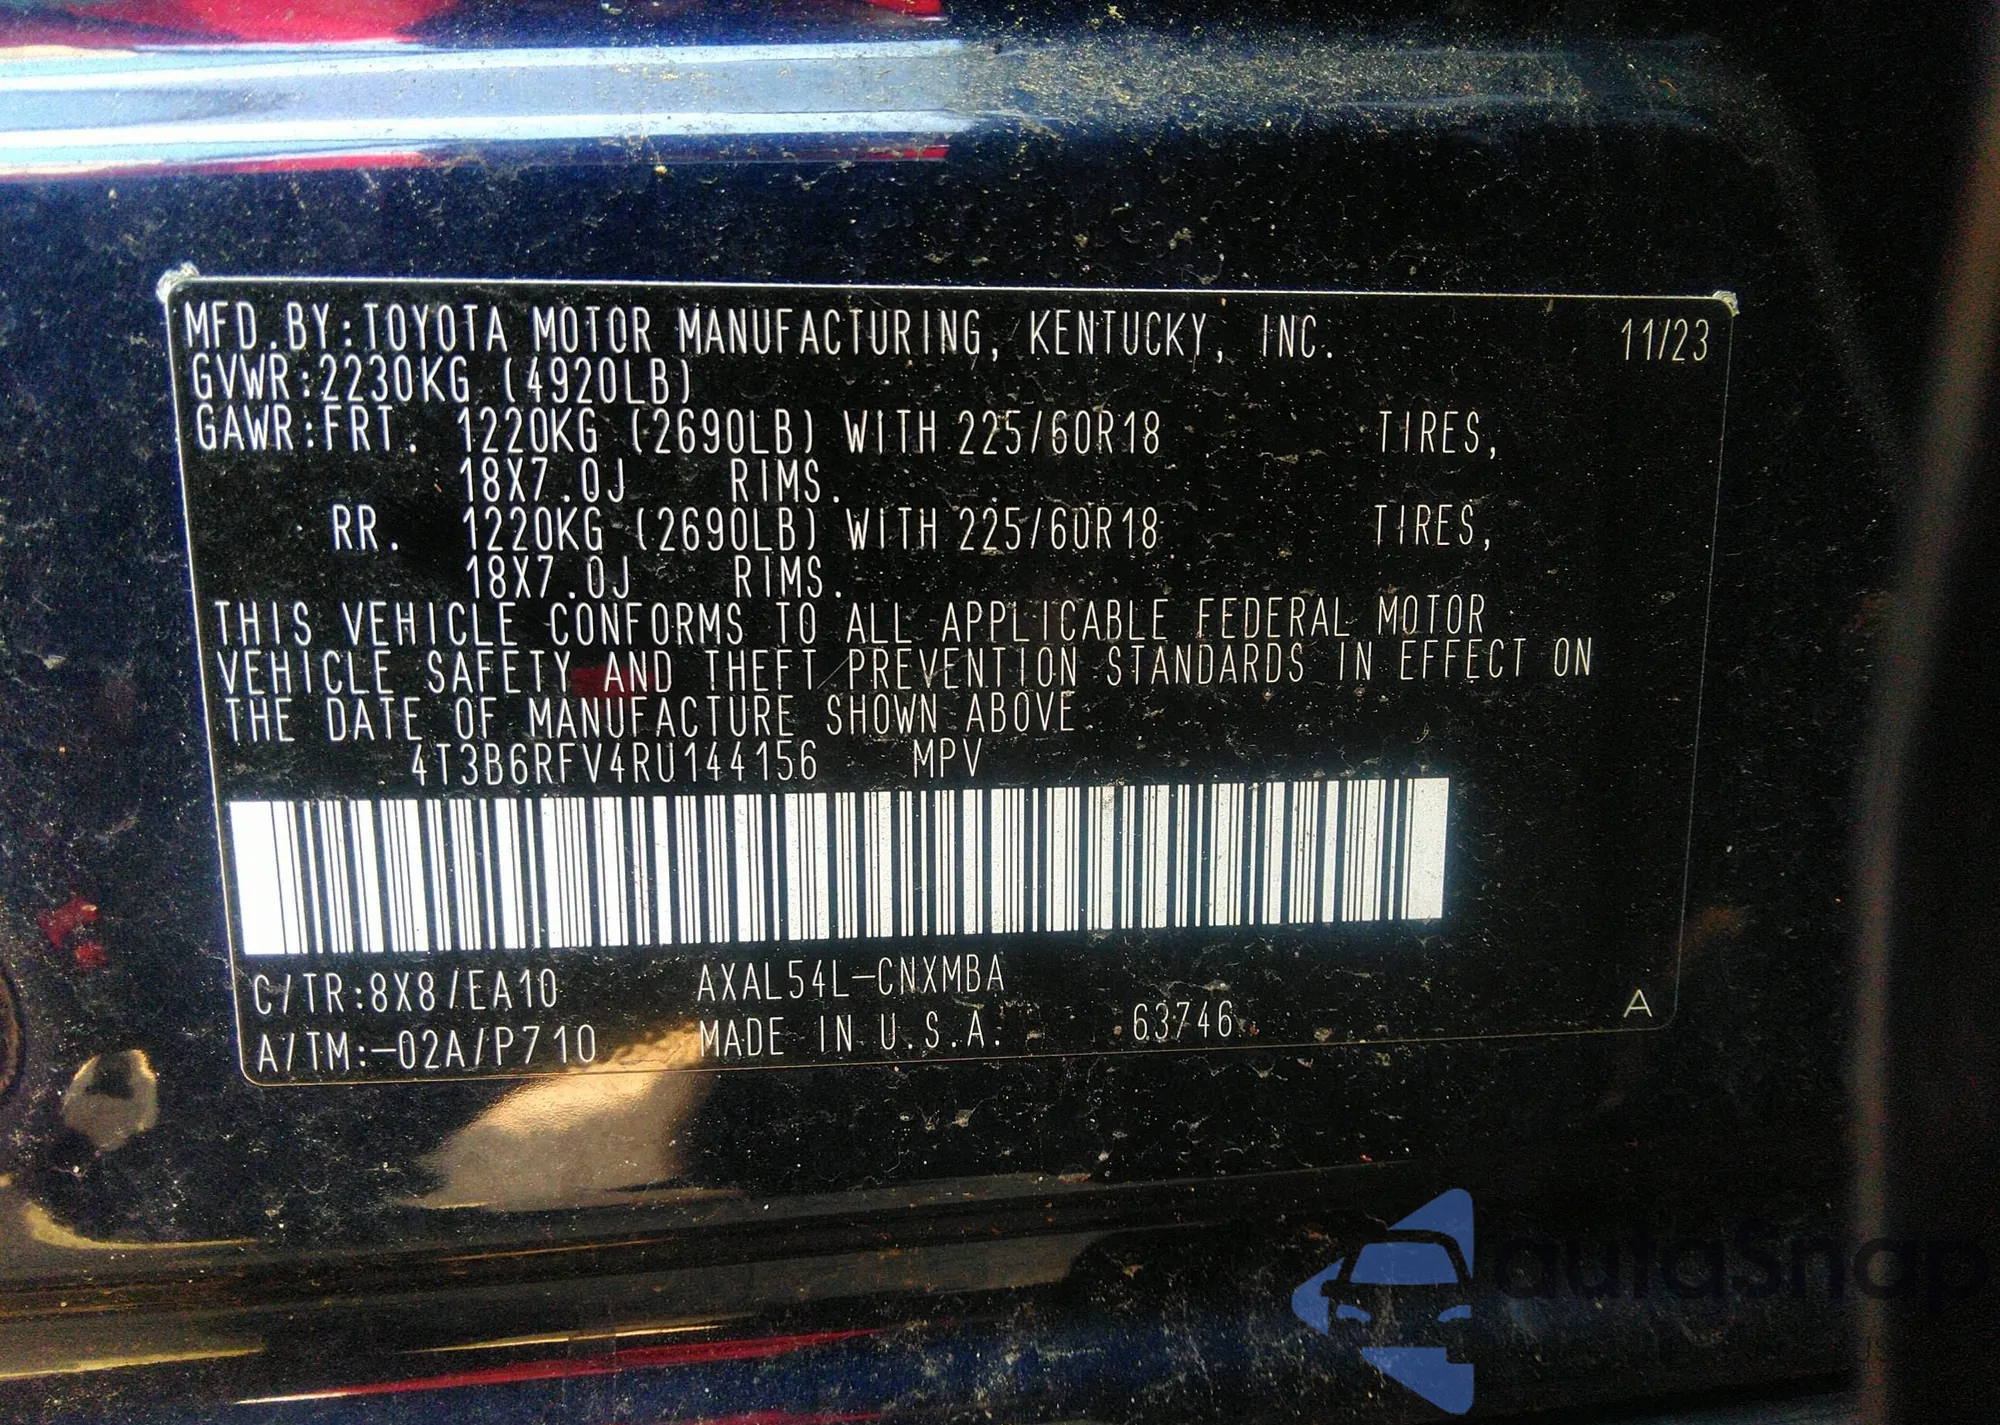 MFD.BY:TOYOTA MOTOR MANUFACTURING, KENTUCKY, INC. 11/23
GVWR:2230KG (4920LB)
GAWR:FRT. 1220KG (2690LB) WITH 225/60R18 TIRES,
18X7.0J RIMS.
RR. 1220KG (2690LB) WITH 225/60R18 TIRES,
18X7.0J RIMS.
THIS VEHICLE CONFORMS TO ALL APPLICABLE FEDERAL MOTOR
VEHICLE SAFETY AND THEFT PREVENTION STANDARDS IN EFFECT ON
THE DATE OF MANUFACTURE SHOWN ABOVE.
4T3B6RFV4RU144156 MPV
C/TR:8X8/EA10 AXAL54L-CNXMBA
A/TM:-02A/P710 MADE IN U.S.A. 63746 A
autasnap